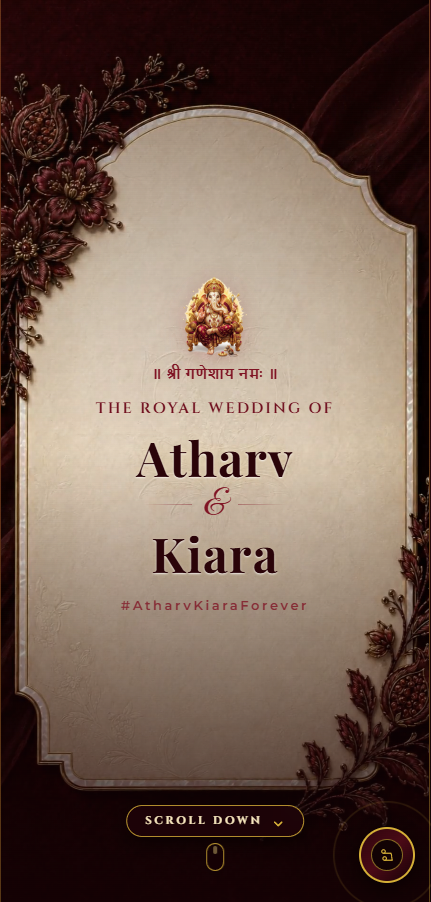 ॥ श्री गणेशाय नमः ॥
THE ROYAL WEDDING OF
Atharv
&
Kiara
#AtharvKiaraForever
SCROLL DOWN